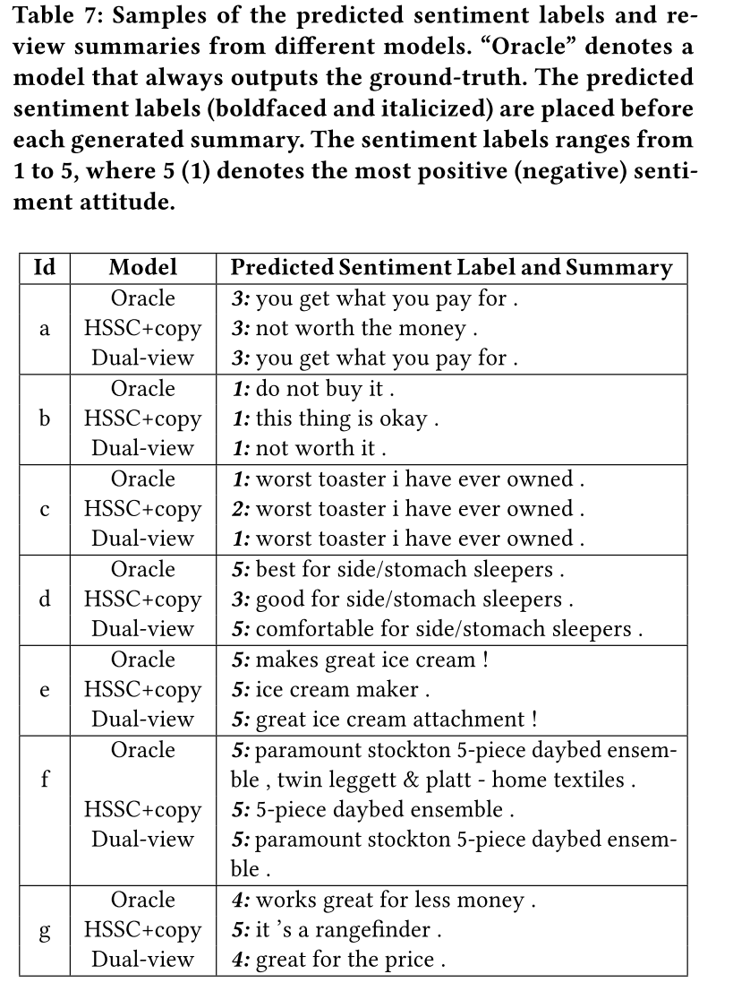 Table 7: Samples of the predicted sentiment labels and re-
view summaries from different models. “Oracle” denotes a
model that always outputs the ground-truth. The predicted
sentiment labels (boldfaced and italicized) are placed before
each generated summary. The sentiment labels ranges from
1 to 5, where 5 (1) denotes the most positive (negative) senti-
ment attitude.
Id Model Predicted Sentiment Label and Summary
Oracle 3: you get what you pay for .
a HSSC+copy 3: not worth the money .
Dual-view 3: you get what you pay for .
Oracle 1: do not buy it .
b HSSC+copy 1: this thing is okay .
Dual-view 1: not worth it .
Oracle 1: worst toaster i have ever owned .
c HSSC+copy 2: worst toaster i have ever owned .
Dual-view 1: worst toaster i have ever owned .
Oracle 5: best for side/stomach sleepers .
d HSSC+copy 3: good for side/stomach sleepers .
Dual-view 5: comfortable for side/stomach sleepers .
Oracle 5: makes great ice cream !
e HSSC+copy 5: ice cream maker .
Dual-view 5: great ice cream attachment !
Oracle 5: paramount stockton 5-piece daybed ensem-
f ble , twin leggett & platt - home textiles .
HSSC+copy 5: 5-piece daybed ensemble .
Dual-view 5: paramount stockton 5-piece daybed ensem-
ble .
Oracle 4: works great for less money .
g HSSC+copy 5: it ’s a rangefinder .
Dual-view 4: great for the price .